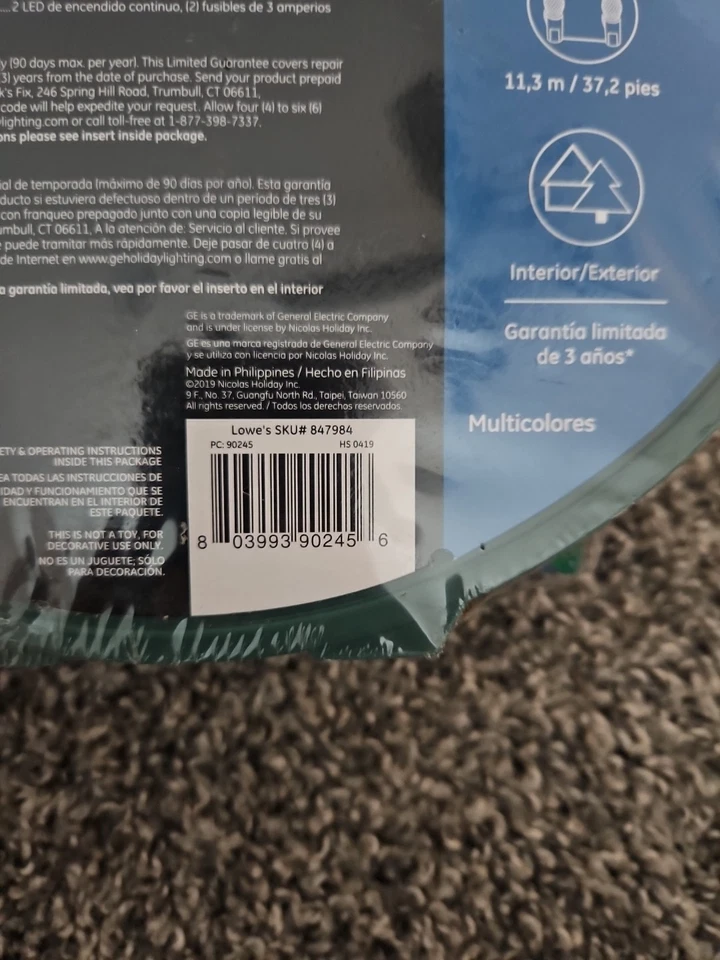 2 LED de encendido continuo, (2) fusibles de 3 amperios
y (90 days max. per year). This Limited Guarantee covers repair
(3) years from the date of purchase. Send your product prepaid
k's Fix, 246 Spring Hill Road, Trumbull, CT 06611,
code will help expedite your request. Allow four (4) to six (6)
lighting.com or call toll-free at 1-877-398-7337.
ons please see insert inside package.
ial de temporada (máximo de 90 días por año). Esta garantía
ducto si estuviera defectuoso dentro de un período de tres (3)
con franqueo prepagado junto con una copia legible de su
umbull, CT 06611, A la atención de: Servicio al cliente. Si provee
puede tramitar más rápidamente. Deje pasar de cuatro (4) a
de Internet en www.geholidaylighting.com o llame gratis al
a garantía limitada, vea por favor el inserto en el interior
GE is a trademark of General Electric Company
and is under license by Nicolas Holiday Inc.
GE es una marca registrada de General Electric Company
y se utiliza con licencia por Nicolas Holiday Inc.
Made in Philippines / Hecho en Filipinas
©2019 Nicolas Holiday Inc.
9 F., No. 37, Guangfu North Rd., Taipei, Taiwan 10560
All rights reserved. / Todos los derechos reservados.
ETY & OPERATING INSTRUCTIONS
INSIDE THIS PACKAGE
EA TODAS LAS INSTRUCCIONES DE
IDAD Y FUNCIONAMIENTO QUE SE
ENCUENTRAN EN EL INTERIOR DE
ESTE PAQUETE.
THIS IS NOT A TOY, FOR
DECORATIVE USE ONLY.
NO ES UN JUGUETE; SÓLO
PARA DECORACIÓN.
Lowe's SKU# 847984
PC: 90245 HS 0419
8 03993 90245 6
11,3 m / 37,2 pies
Interior/Exterior
Garantía limitada
de 3 años*
Multicolores